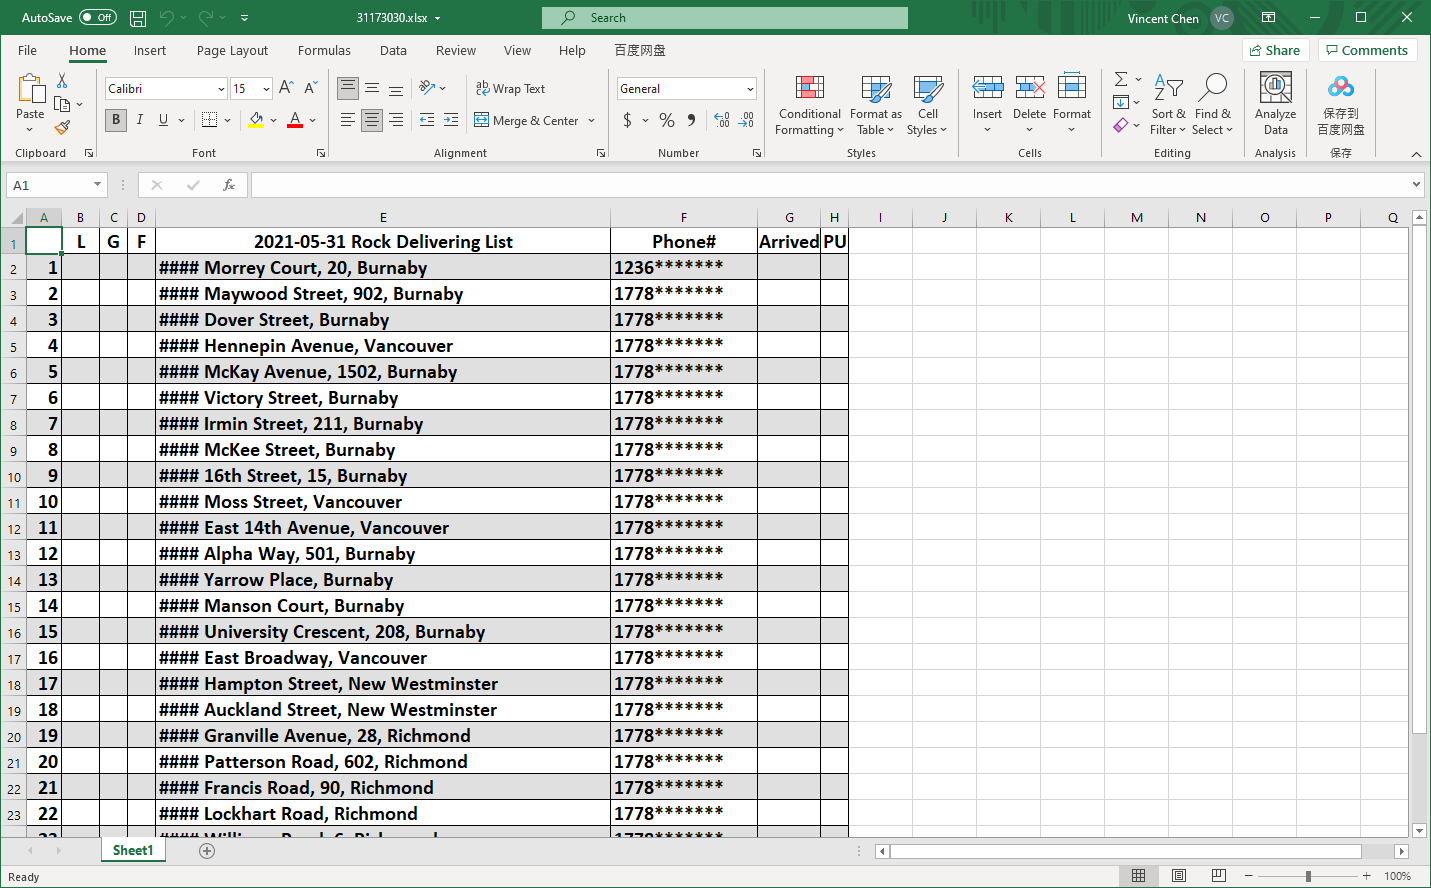 AutoSave Off 31173030.xlsx Search Vincent Chen VC
File Home Insert Page Layout Formulas Data Review View Help 百度网盘 Share Comments
Paste Calibri 15 Wrap Text General Conditional Formatting Format as Table Cell Styles Insert Delete Format Sort & Filter Find & Select Analyze Data 保存到 百度网盘
B I U A Merge & Center $ % ,
Clipboard Font Alignment Number Styles Cells Editing Analysis 保存
A1 fx
A B C D E F G H I J K L M N O P Q
1 L G F 2021-05-31 Rock Delivering List Phone# Arrived PU
2 1 #### Morrey Court, 20, Burnaby 1236*******
3 2 #### Maywood Street, 902, Burnaby 1778*******
4 3 #### Dover Street, Burnaby 1778*******
5 4 #### Hennepin Avenue, Vancouver 1778*******
6 5 #### McKay Avenue, 1502, Burnaby 1778*******
7 6 #### Victory Street, Burnaby 1778*******
8 7 #### Irmin Street, 211, Burnaby 1778*******
9 8 #### McKee Street, Burnaby 1778*******
10 9 #### 16th Street, 15, Burnaby 1778*******
11 10 #### Moss Street, Vancouver 1778*******
12 11 #### East 14th Avenue, Vancouver 1778*******
13 12 #### Alpha Way, 501, Burnaby 1778*******
14 13 #### Yarrow Place, Burnaby 1778*******
15 14 #### Manson Court, Burnaby 1778*******
16 15 #### University Crescent, 208, Burnaby 1778*******
17 16 #### East Broadway, Vancouver 1778*******
18 17 #### Hampton Street, New Westminster 1778*******
19 18 #### Auckland Street, New Westminster 1778*******
20 19 #### Granville Avenue, 28, Richmond 1778*******
21 20 #### Patterson Road, 602, Richmond 1778*******
22 21 #### Francis Road, 90, Richmond 1778*******
23 22 #### Lockhart Road, Richmond 1778*******
Sheet1
Ready 100%